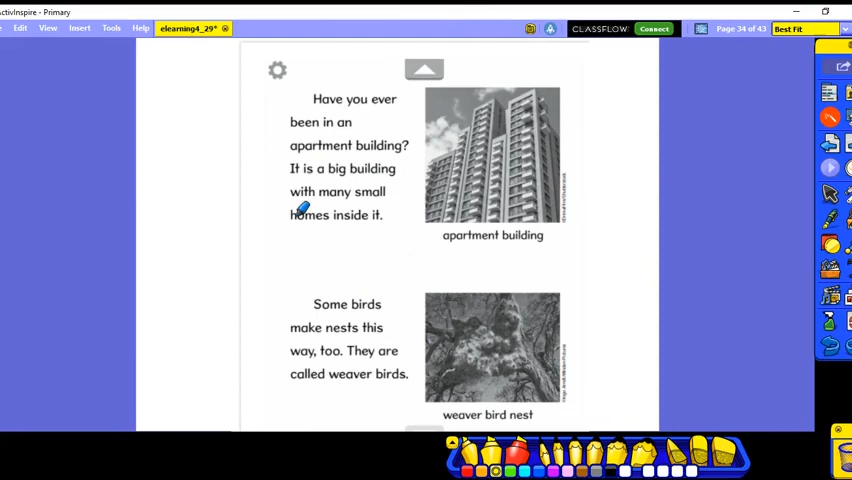 ActivInspire - Primary
Edit View Insert Tools Help
CLASSFLOW Connect
Page 34 of 43
Best Fit
elearning4_29*
Have you ever
been in an
apartment building?
It is a big building
with many small
homes inside it.
apartment building
Some birds
make nests this
way, too. They are
called weaver birds.
weaver bird nest